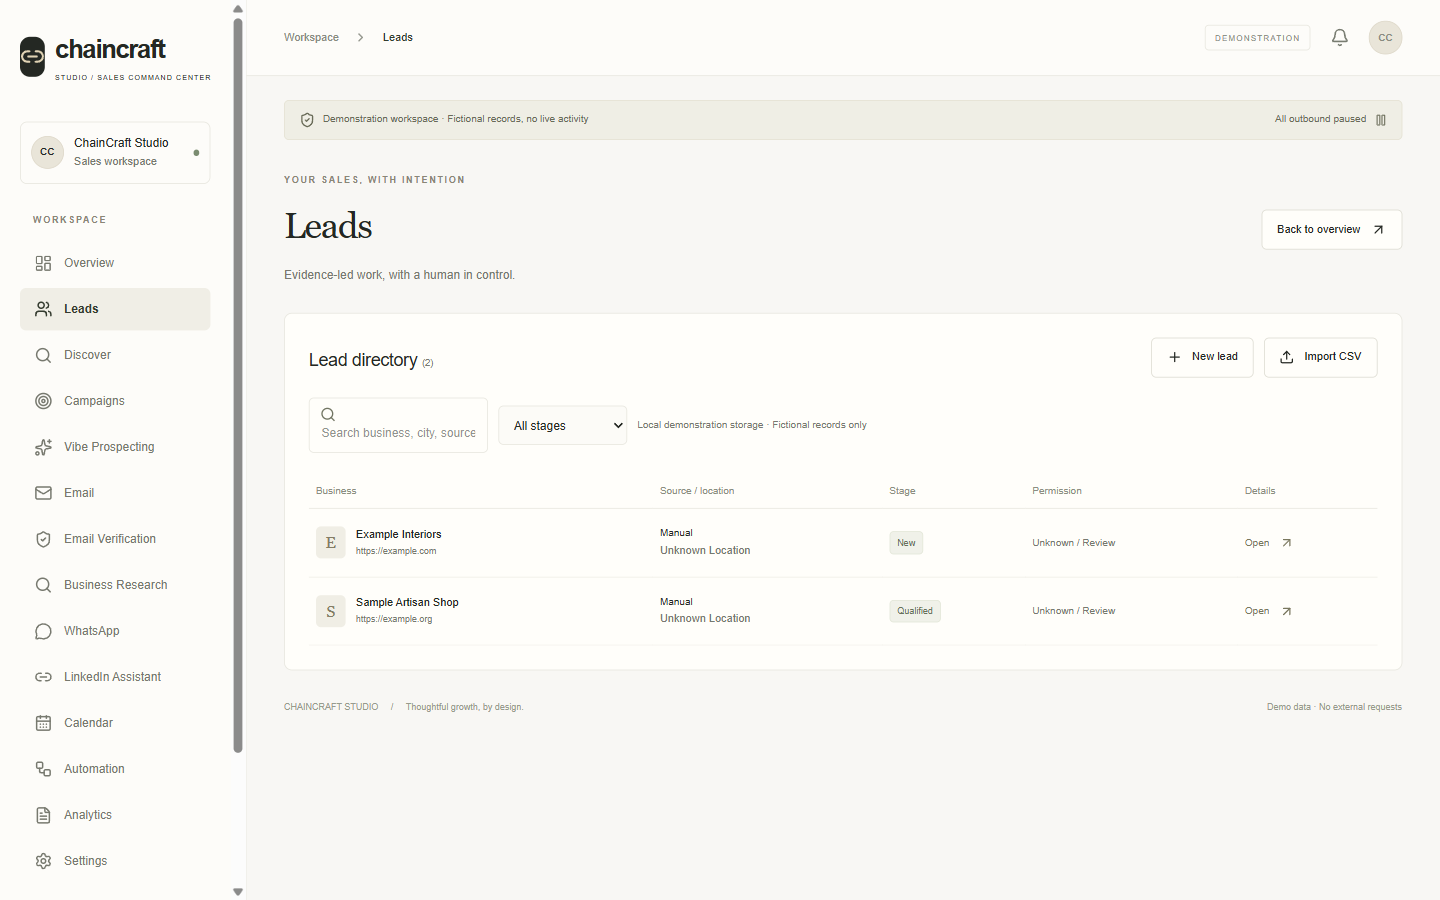 chaincraft
STUDIO / SALES COMMAND CENTER
CC
ChainCraft Studio
Sales workspace
WORKSPACE
Overview
Leads
Discover
Campaigns
Vibe Prospecting
Email
Email Verification
Business Research
WhatsApp
LinkedIn Assistant
Calendar
Automation
Analytics
Settings
Workspace > Leads
DEMONSTRATION
CC
Demonstration workspace · Fictional records, no live activity
All outbound paused
YOUR SALES, WITH INTENTION
Leads
Back to overview
Evidence-led work, with a human in control.
Lead directory (2)
New lead
Import CSV
Search business, city, source
All stages
Local demonstration storage · Fictional records only
Business Source / location Stage Permission Details
E
Example Interiors
https://example.com
Manual
Unknown Location
New
Unknown / Review
Open
S
Sample Artisan Shop
https://example.org
Manual
Unknown Location
Qualified
Unknown / Review
Open
CHAINCRAFT STUDIO / Thoughtful growth, by design.
Demo data · No external requests